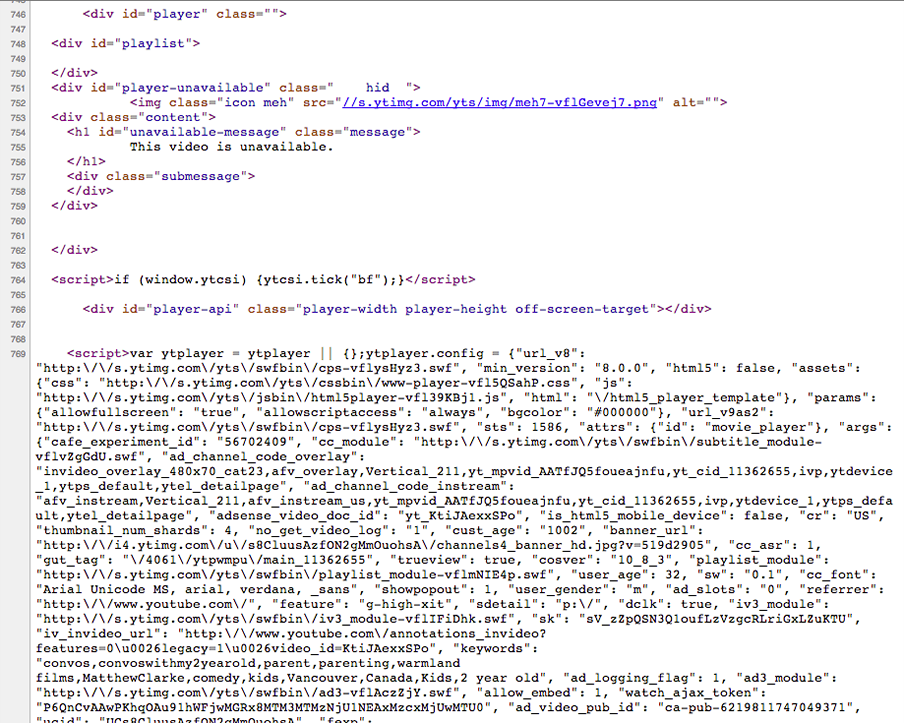 746 <div id="player" class="">
747
748 <div id="playlist">
749
750 </div>
751 <div id="player-unavailable" class=" hid ">
752 <img class="icon meh" src="//s.ytimg.com/yts/img/meh7-vflGevej7.png" alt="">
753 <div class="content">
754 <h1 id="unavailable-message" class="message">
755 This video is unavailable.
756 </h1>
757 <div class="submessage">
758 </div>
759 </div>
760
761
762 </div>
763
764 <script>if (window.ytcsi) {ytcsi.tick("bf");}</script>
765
766 <div id="player-api" class="player-width player-height off-screen-target"></div>
767
768
769 <script>var ytplayer = ytplayer || {};ytplayer.config = {"url_v8":
"http:\/\/s.ytimg.com\/yts\/swfbin\/cps-vflysHyz3.swf", "min_version": "8.0.0", "html5": false, "assets":
{"css": "http:\/\/s.ytimg.com\/yts\/cssbin\/www-player-vfl5QSahP.css", "js":
"http:\/\/s.ytimg.com\/yts\/jsbin\/html5player-vfl39KBj1.js", "html": "\/html5_player_template"}, "params":
{"allowfullscreen": "true", "allowscriptaccess": "always", "bgcolor": "#000000"}, "url_v9as2":
"http:\/\/s.ytimg.com\/yts\/swfbin\/cps-vflysHyz3.swf", "sts": 1586, "attrs": {"id": "movie_player"}, "args":
{"cafe_experiment_id": "56702409", "cc_module": "http:\/\/s.ytimg.com\/yts\/swfbin\/subtitle_module-
vflvZgGdU.swf", "ad_channel_code_overlay":
"invideo_overlay_480x70_cat23,afv_overlay,Vertical_211,yt_mpvid_AATfJQ5foueajnfu,yt_cid_11362655,ivp,ytdevice
_1,ytps_default,ytel_detailpage", "ad_channel_code_instream":
"afv_instream,Vertical_211,afv_instream_us,yt_mpvid_AATfJQ5foueajnfu,yt_cid_11362655,ivp,ytdevice_1,ytps_defa
ult,ytel_detailpage", "adsense_video_doc_id": "yt_KtiJAexxSPo", "is_html5_mobile_device": false, "cr": "US",
"thumbnail_num_shards": 4, "no_get_video_log": "1", "cust_age": "1002", "banner_url":
"http:\/\/i4.ytimg.com\/u\/s8CluusAzfON2gMmOuohsA\/channels4_banner_hd.jpg?v=519d2905", "cc_asr": 1,
"gut_tag": "\/4061\/ytpwmpu\/main_11362655", "trueview": true, "cosver": "10_8_3", "playlist_module":
"http:\/\/s.ytimg.com\/yts\/swfbin\/playlist_module-vflmNIE4p.swf", "user_age": 32, "sw": "0.1", "cc_font":
"Arial Unicode MS, arial, verdana, _sans", "showpopout": 1, "user_gender": "m", "ad_slots": "0", "referrer":
"http:\/\/www.youtube.com\/", "feature": "g-high-xit", "sdetail": "p:\/", "dclk": true, "iv3_module":
"http:\/\/s.ytimg.com\/yts\/swfbin\/iv3_module-vflIFiDhk.swf", "sk": "sV_zZpQSN3QloufLzVzgcRLriGxLZuKTU",
"iv_invideo_url": "http:\/\/www.youtube.com\/annotations_invideo?
features=0\u0026legacy=1\u0026video_id=KtiJAexxSPo", "keywords":
"convos,convoswithmy2yearold,parent,parenting,warmland
films,MatthewClarke,comedy,kids,Vancouver,Canada,Kids,2 year old", "ad_logging_flag": 1, "ad3_module":
"http:\/\/s.ytimg.com\/yts\/swfbin\/ad3-vflAczZjY.swf", "allow_embed": 1, "watch_ajax_token":
"P6QnCvAAwPKhgOAu9lhWFjwMGRx8MTM3MTMzNjU1NEAxMzcxMjUwMTU0", "ad_video_pub_id": "ca-pub-6219811747049371",
"ucid": "UCs8CluusAzfON2gMmOuohsA", "fexp":